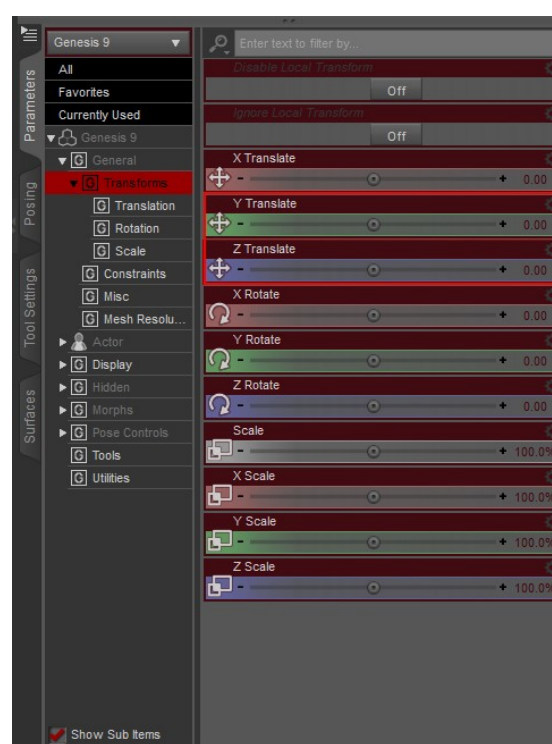 Genesis 9
Enter text to filter by...
All
Favorites
Currently Used
Genesis 9
General
Transforms
Translation
Rotation
Scale
Constraints
Misc
Mesh Resolu...
Actor
Display
Hidden
Morphs
Pose Controls
Tools
Utilities
Show Sub Items
Parameters
Posing
Tool Settings
Surfaces
Disable Local Transform
Off
Ignore Local Transform
Off
X Translate
- + 0.00
Y Translate
- + 0.00
Z Translate
- + 0.00
X Rotate
- + 0.00
Y Rotate
- + 0.00
Z Rotate
- + 0.00
Scale
- + 100.0%
X Scale
- + 100.0%
Y Scale
- + 100.0%
Z Scale
- + 100.0%